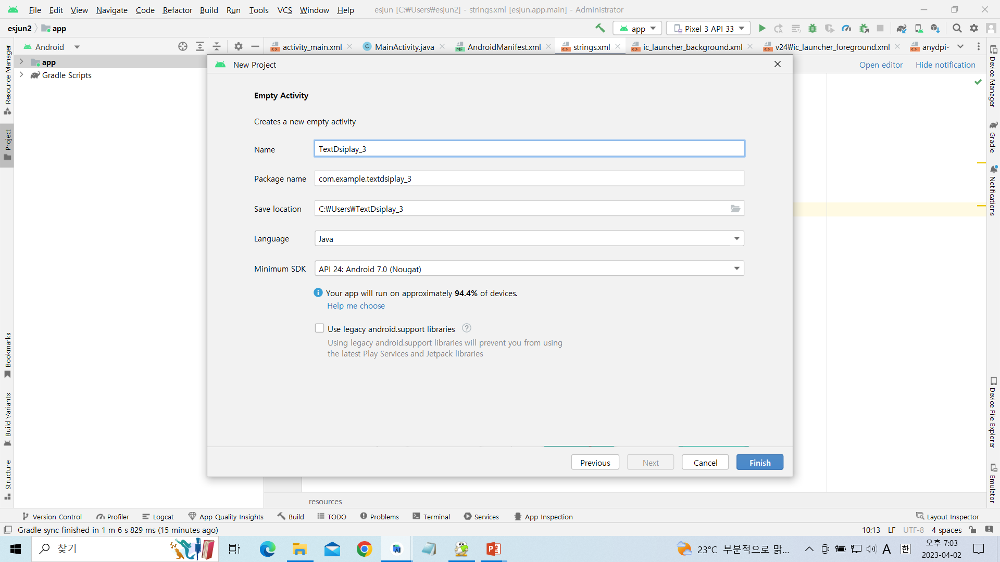 File Edit View Navigate Code Refactor Build Run Tools VCS Window Help esjun [C:₩Users₩esjun2] - strings.xml [esjun.app.main] - Administrator
esjun2 app app Pixel 3 API 33
Android activity_main.xml MainActivity.java AndroidManifest.xml strings.xml ic_launcher_background.xml v24₩ic_launcher_foreground.xml anydpi-
Open editor Hide notification
app
Gradle Scripts
Resource Manager
Project
Bookmarks
Build Variants
Structure
New Project
Empty Activity
Creates a new empty activity
Name TextDsiplay_3
Package name com.example.textdsiplay_3
Save location C:₩Users₩TextDsiplay_3
Language Java
Minimum SDK API 24: Android 7.0 (Nougat)
Your app will run on approximately 94.4% of devices.
Help me choose
Use legacy android.support libraries ?
Using legacy android.support libraries will prevent you from using
the latest Play Services and Jetpack libraries
Previous Next Cancel Finish
Device Manager
Gradle
Notifications
Device File Explorer
Emulator
resources
Version Control Profiler Logcat App Quality Insights Build TODO Problems Terminal Services App Inspection Layout Inspector
Gradle sync finished in 1 m 6 s 829 ms (15 minutes ago) 10:13 LF UTF-8 4 spaces
찾기 23°C 부분적으로 맑... A 한 오후 7:03
2023-04-02